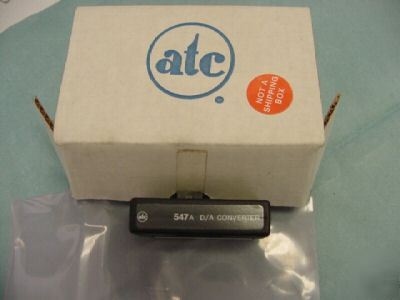 atc
NOT A
SHIPPING
BOX
atc 547A D/A CONVERTER